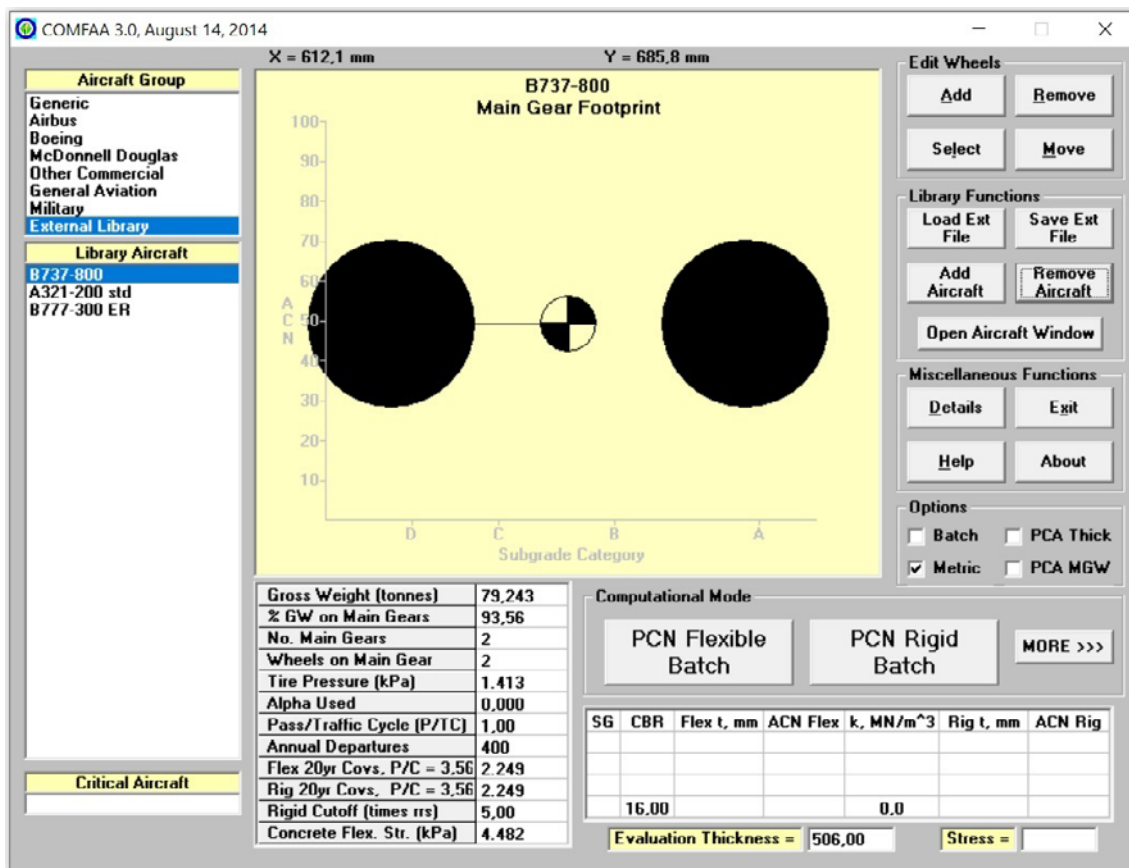 COMFAA 3.0, August 14, 2014
X = 612,1 mm Y = 685,8 mm
Aircraft Group
Generic
Airbus
Boeing
McDonnell Douglas
Other Commercial
General Aviation
Military
External Library
Library Aircraft
B737-800
A321-200 std
B777-300 ER
Critical Aircraft
B737-800
Main Gear Footprint
100
90
80
70
60
50
40
30
20
10
A
C
N
D C B A
Subgrade Category
Gross Weight (tonnes) 79,243
% GW on Main Gears 93,56
No. Main Gears 2
Wheels on Main Gear 2
Tire Pressure (kPa) 1.413
Alpha Used 0,000
Pass/Traffic Cycle (P/TC) 1,00
Annual Departures 400
Flex 20yr Covs, P/C = 3,56 2.249
Rig 20yr Covs, P/C = 3,56 2.249
Rigid Cutoff (times rrs) 5,00
Concrete Flex. Str. (kPa) 4.482
Edit Wheels
Add Remove
Select Move
Library Functions
Load Ext File
Save Ext File
Add Aircraft
Remove Aircraft
Open Aircraft Window
Miscellaneous Functions
Details Exit
Help About
Options
Batch PCA Thick
Metric PCA MGW
Computational Mode
PCN Flexible Batch
PCN Rigid Batch
MORE >>>
SG CBR Flex t, mm ACN Flex k, MN/m^3 Rig t, mm ACN Rig
16,00 0,0
Evaluation Thickness = 506,00 Stress =